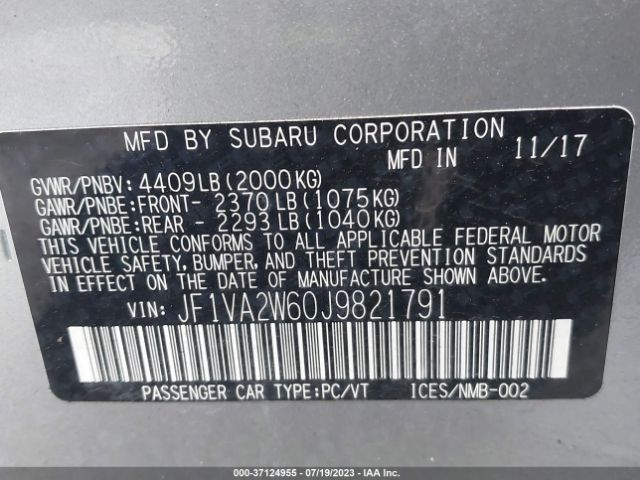 MFD BY SUBARU CORPORATION
MFD IN 11/17
GVWR/PNBV: 4409LB(2000KG)
GAWR/PNBE:FRONT- 2370LB(1075KG)
GAWR/PNBE:REAR - 2293LB(1040KG)
THIS VEHICLE CONFORMS TO ALL APPLICABLE FEDERAL MOTOR
VEHICLE SAFETY, BUMPER, AND THEFT PREVENTION STANDARDS
IN EFFECT ON THE DATE OF MANUFACTURE SHOWN ABOVE.
VIN: JF1VA2W60J9821791
PASSENGER CAR TYPE:PC/VT ICES/NMB-002
000-37124955 - 07/19/2023 - IAAI.COM